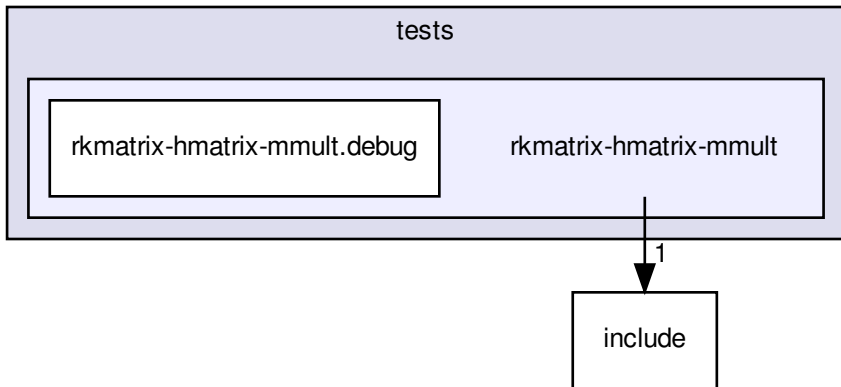 tests
rkmatrix-hmatrix-mmult.debug
rkmatrix-hmatrix-mmult
1
include